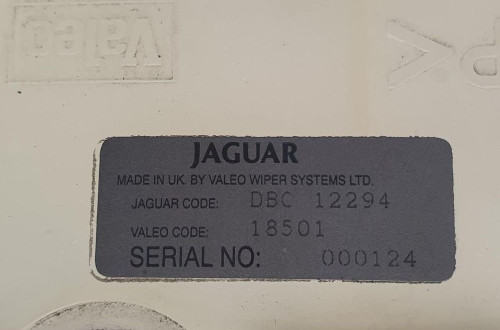 Valeo
JAGUAR
MADE IN UK. BY VALEO WIPER SYSTEMS LTD.
JAGUAR CODE: DBC 12294
VALEO CODE: 18501
SERIAL NO: 000124